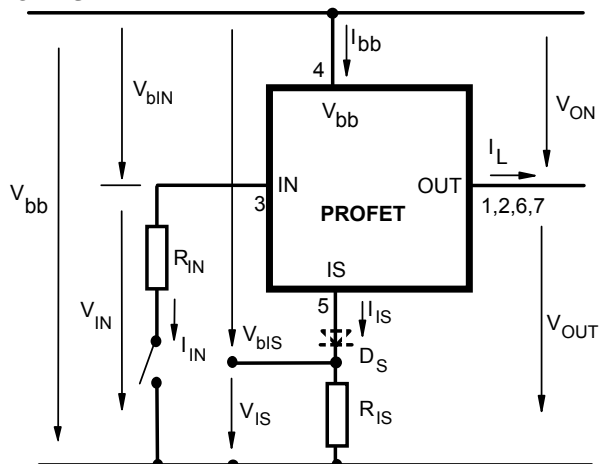 I bb
4
V bb
V bIN
V ON
I L
IN
OUT
3
PROFET
1,2,6,7
V bb
R IN
IS
5
I IS
V IN
I IN
V bIS
D S
V OUT
V IS
R IS